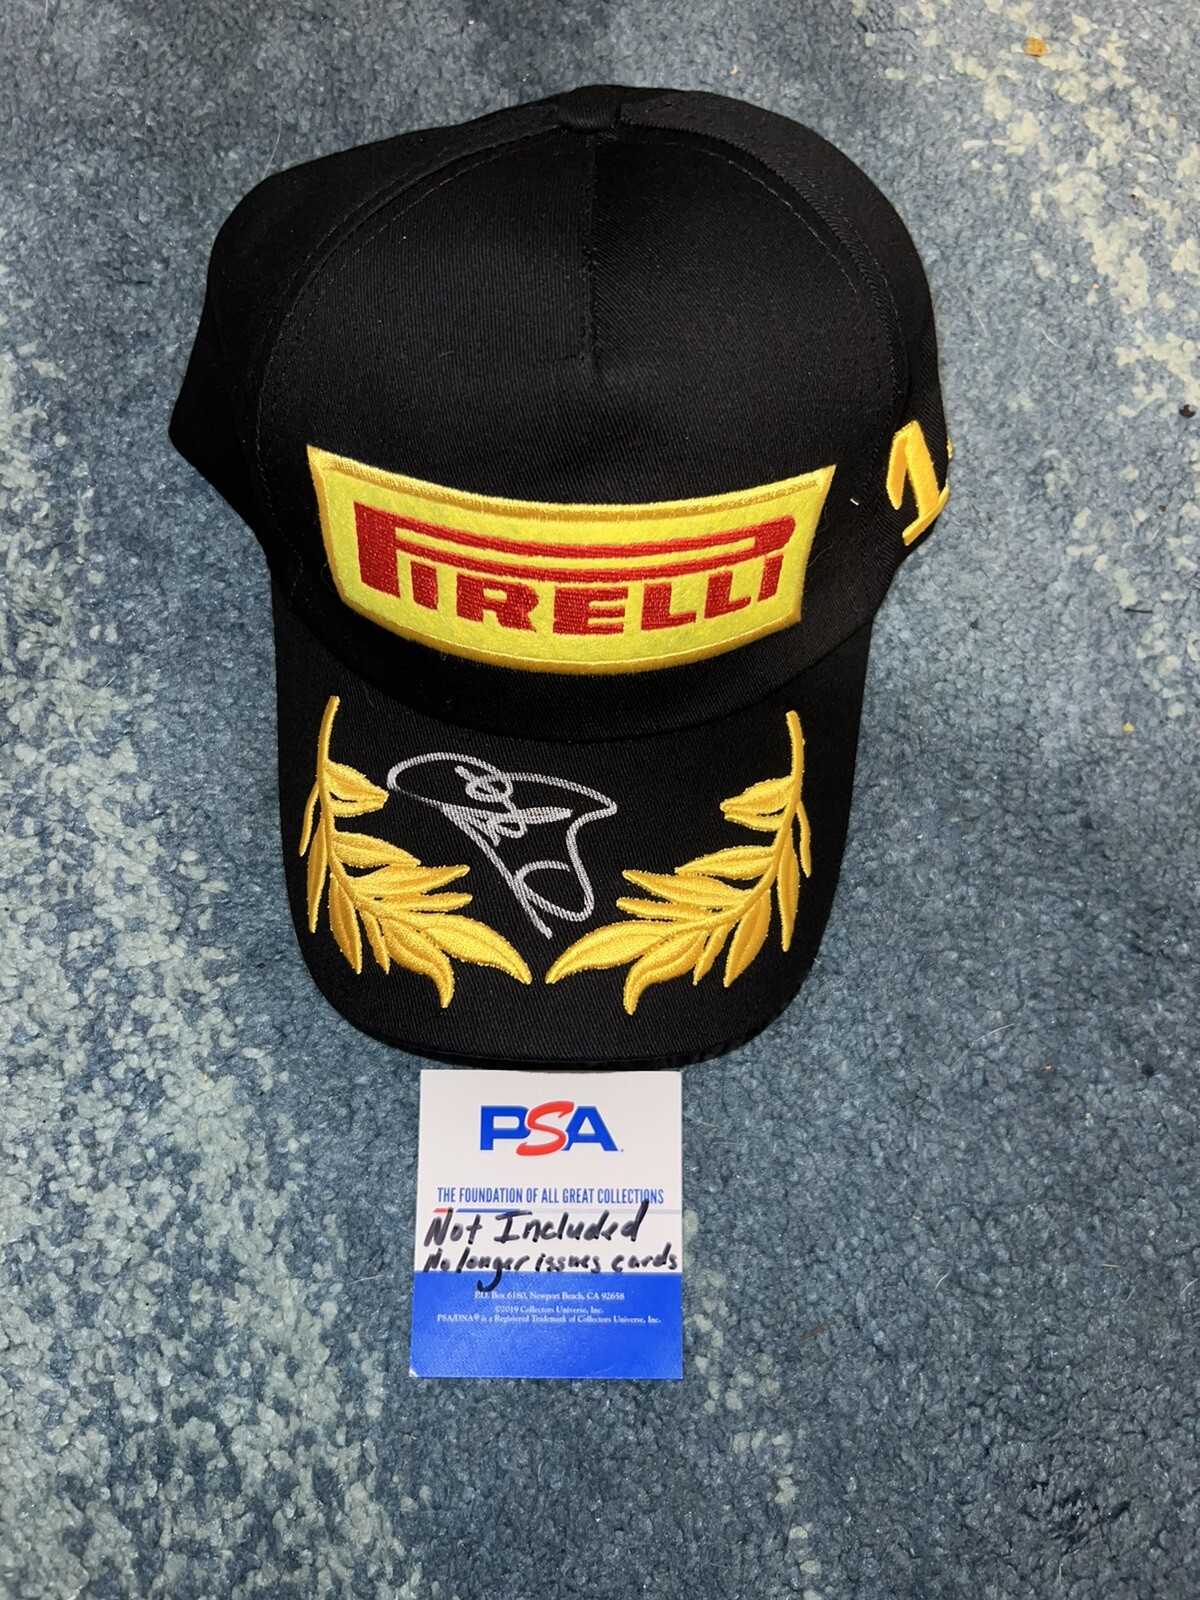 PIRELLI
1
PSA
THE FOUNDATION OF ALL GREAT COLLECTIONS
Not Included
No longer issues cards
P.O. Box 6180, Newport Beach, CA 92658
©2019 Collectors Universe, Inc.
PSA/DNA® is a Registered Trademark of Collectors Universe, Inc.